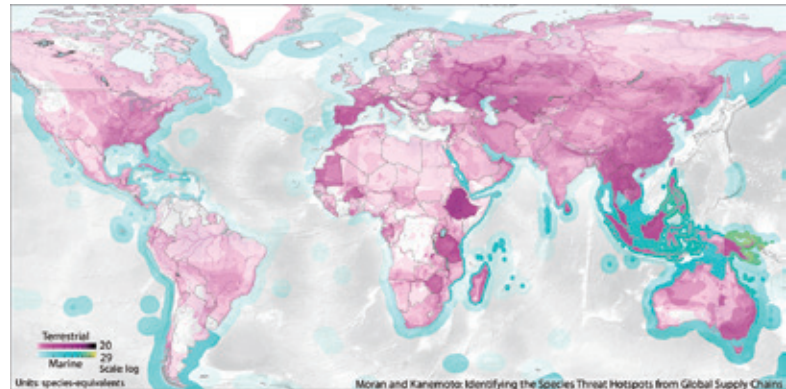 Terrestrial
20
29
Marine Scale log
Units: species-equivalents
Moran and Kanemoto: Identifying the Species Threat Hotspots from Global Supply Chains